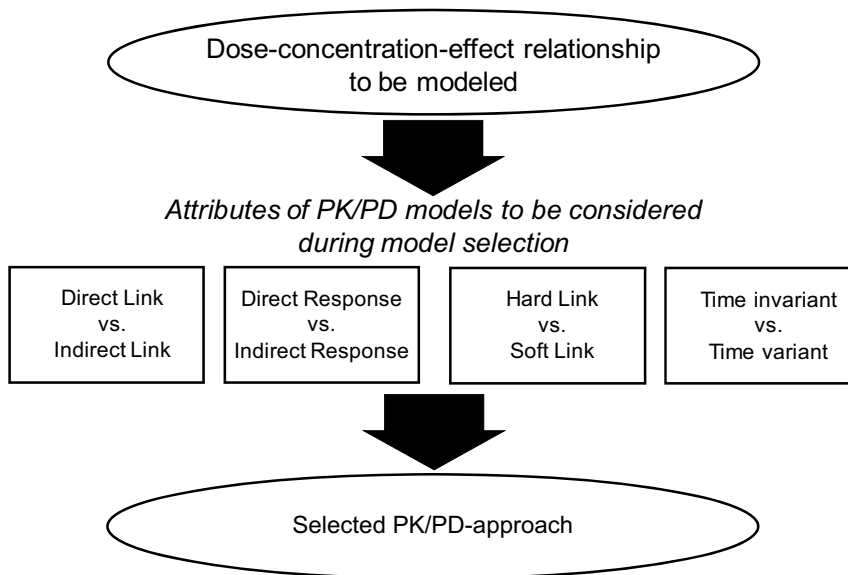 Dose-concentration-effect relationship
to be modeled
Attributes of PK/PD models to be considered
during model selection
Direct Link
vs.
Indirect Link
Direct Response
vs.
Indirect Response
Hard Link
vs.
Soft Link
Time invariant
vs.
Time variant
Selected PK/PD-approach